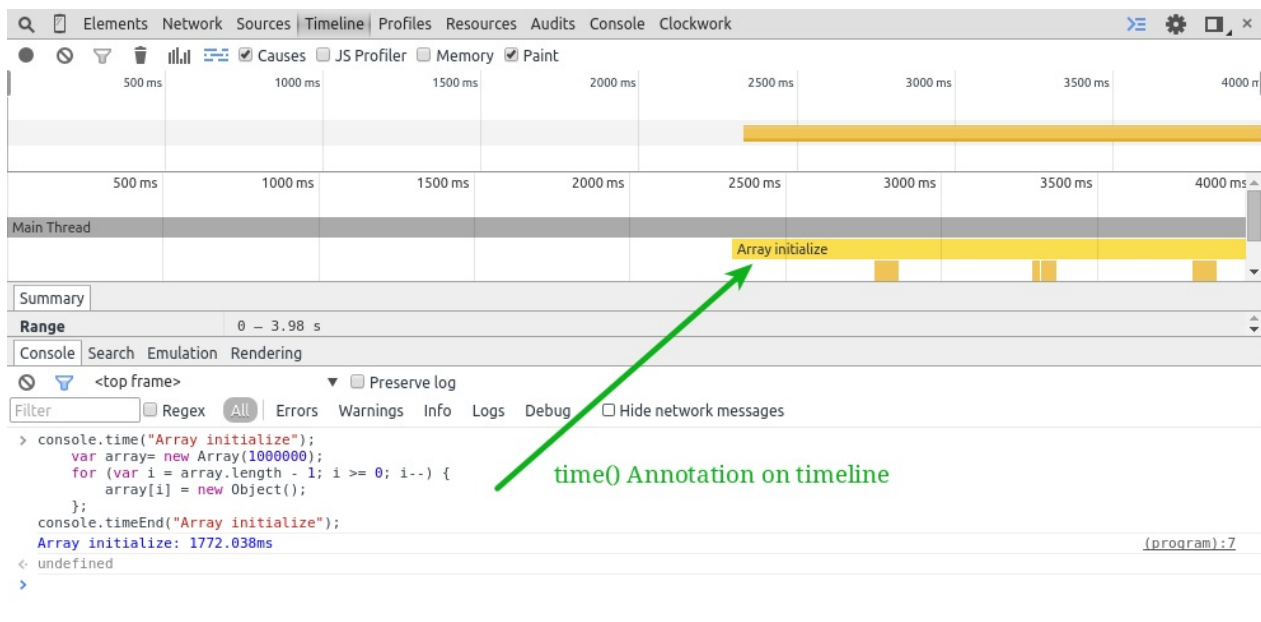 Elements Network Sources Timeline Profiles Resources Audits Console Clockwork
Causes JS Profiler Memory Paint
500 ms 1000 ms 1500 ms 2000 ms 2500 ms 3000 ms 3500 ms 4000 m
500 ms 1000 ms 1500 ms 2000 ms 2500 ms 3000 ms 3500 ms 4000 ms
Main Thread
Array initialize
Summary
Range 0 – 3.98 s
Console Search Emulation Rendering
<top frame> Preserve log
Filter Regex All Errors Warnings Info Logs Debug Hide network messages
> console.time("Array initialize");
var array= new Array(1000000);
for (var i = array.length - 1; i >= 0; i--) {
array[i] = new Object();
};
console.timeEnd("Array initialize");
time() Annotation on timeline
Array initialize: 1772.038ms (program):7
undefined
>